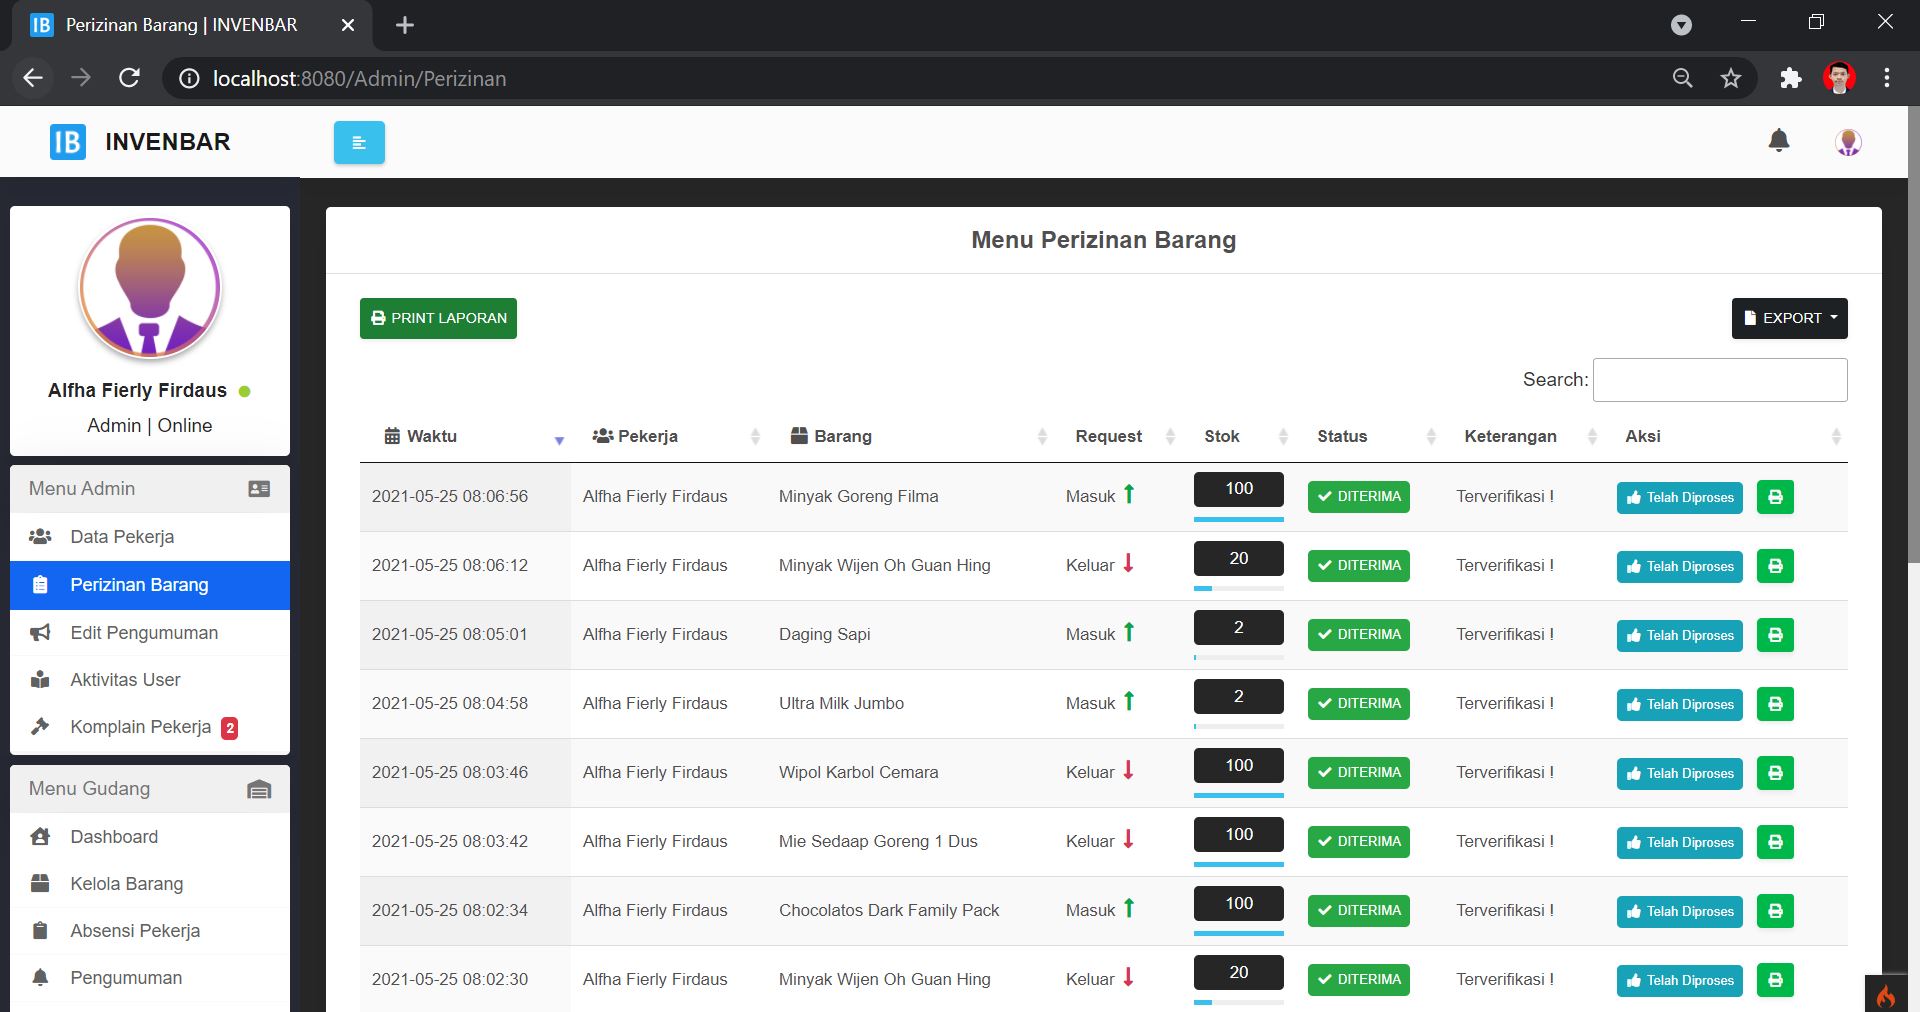 IB Perizinan Barang | INVENBAR
localhost:8080/Admin/Perizinan
IB INVENBAR
Alfha Fierly Firdaus
Admin | Online
Menu Admin
Data Pekerja
Perizinan Barang
Edit Pengumuman
Aktivitas User
Komplain Pekerja 2
Menu Gudang
Dashboard
Kelola Barang
Absensi Pekerja
Pengumuman
Menu Perizinan Barang
PRINT LAPORAN
EXPORT
Search:
Waktu Pekerja Barang Request Stok Status Keterangan Aksi
2021-05-25 08:06:56 Alfha Fierly Firdaus Minyak Goreng Filma Masuk 100 DITERIMA Terverifikasi ! Telah Diproses
2021-05-25 08:06:12 Alfha Fierly Firdaus Minyak Wijen Oh Guan Hing Keluar 20 DITERIMA Terverifikasi ! Telah Diproses
2021-05-25 08:05:01 Alfha Fierly Firdaus Daging Sapi Masuk 2 DITERIMA Terverifikasi ! Telah Diproses
2021-05-25 08:04:58 Alfha Fierly Firdaus Ultra Milk Jumbo Masuk 2 DITERIMA Terverifikasi ! Telah Diproses
2021-05-25 08:03:46 Alfha Fierly Firdaus Wipol Karbol Cemara Keluar 100 DITERIMA Terverifikasi ! Telah Diproses
2021-05-25 08:03:42 Alfha Fierly Firdaus Mie Sedaap Goreng 1 Dus Keluar 100 DITERIMA Terverifikasi ! Telah Diproses
2021-05-25 08:02:34 Alfha Fierly Firdaus Chocolatos Dark Family Pack Masuk 100 DITERIMA Terverifikasi ! Telah Diproses
2021-05-25 08:02:30 Alfha Fierly Firdaus Minyak Wijen Oh Guan Hing Keluar 20 DITERIMA Terverifikasi ! Telah Diproses